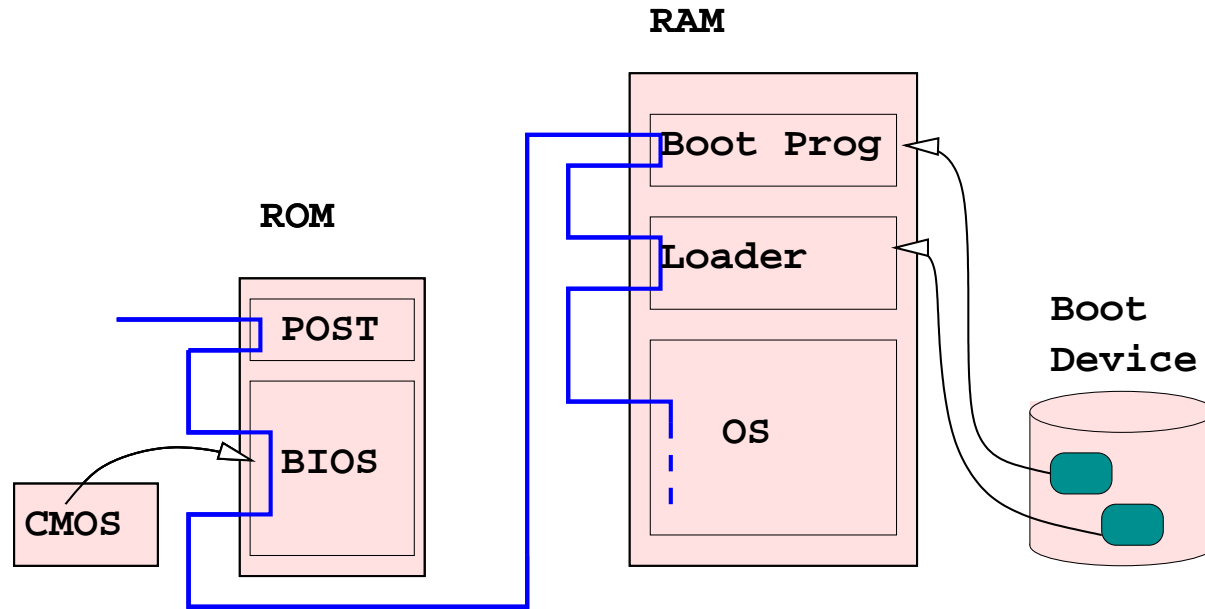 RAM
Boot Prog
ROM
Loader
POST
Boot
Device
OS
BIOS
CMOS